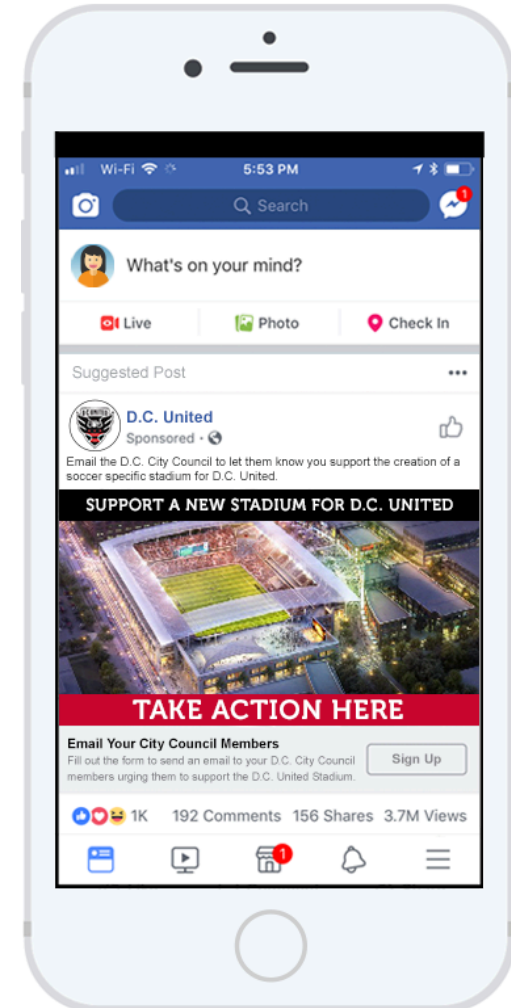 Wi-Fi 5:53 PM
1
Search
What's on your mind?
Live Photo Check In
Suggested Post
D.C. United
Sponsored
Email the D.C. City Council to let them know you support the creation of a
soccer specific stadium for D.C. United.
SUPPORT A NEW STADIUM FOR D.C. UNITED
TAKE ACTION HERE
Email Your City Council Members
Fill out the form to send an email to your D.C. City Council
members urging them to support the D.C. United Stadium.
Sign Up
1K 192 Comments 156 Shares 3.7M Views
1